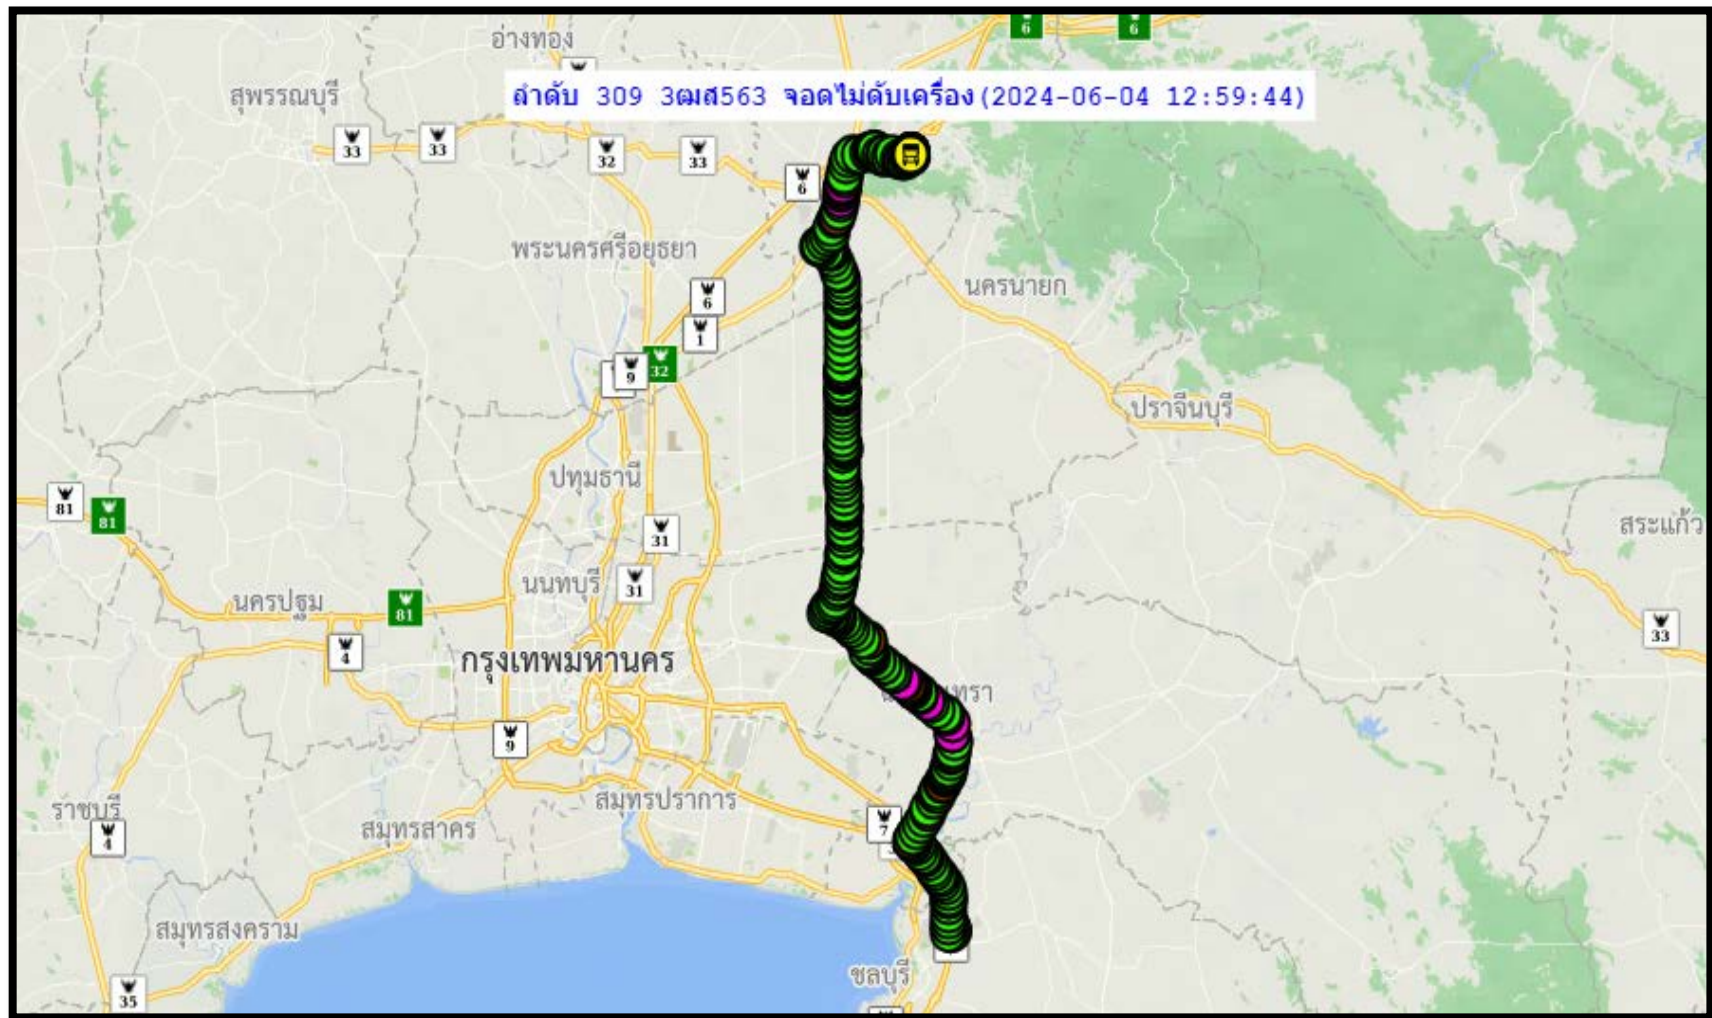 อ่างทอง
6
6
สุพรรณบุรี
ลำดับ 309 3ฒส563 จอดไม่ดับเครื่อง(2024-06-04 12:59:44)
33
33
32
33
6
พระนครศรีอยุธยา
นครนายก
6
1
32
9
ปราจีนบุรี
ปทุมธานี
81
81
31
สระแก้ว
นนทบุรี
31
นครปฐม
81
33
4
กรุงเทพมหานคร
ทรา
9
ราชบุรี
สมุทรปราการ
4
สมุทรสาคร
7
สมุทรสงคราม
ชลบุรี
35